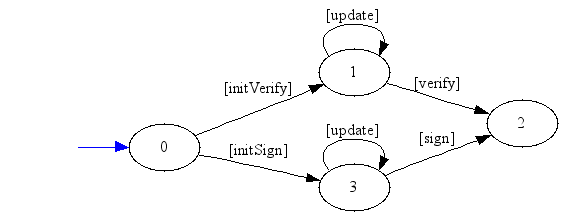 [update]
1
[initVerify]
[verify]
2
0
[update]
[sign]
[initSign]
3